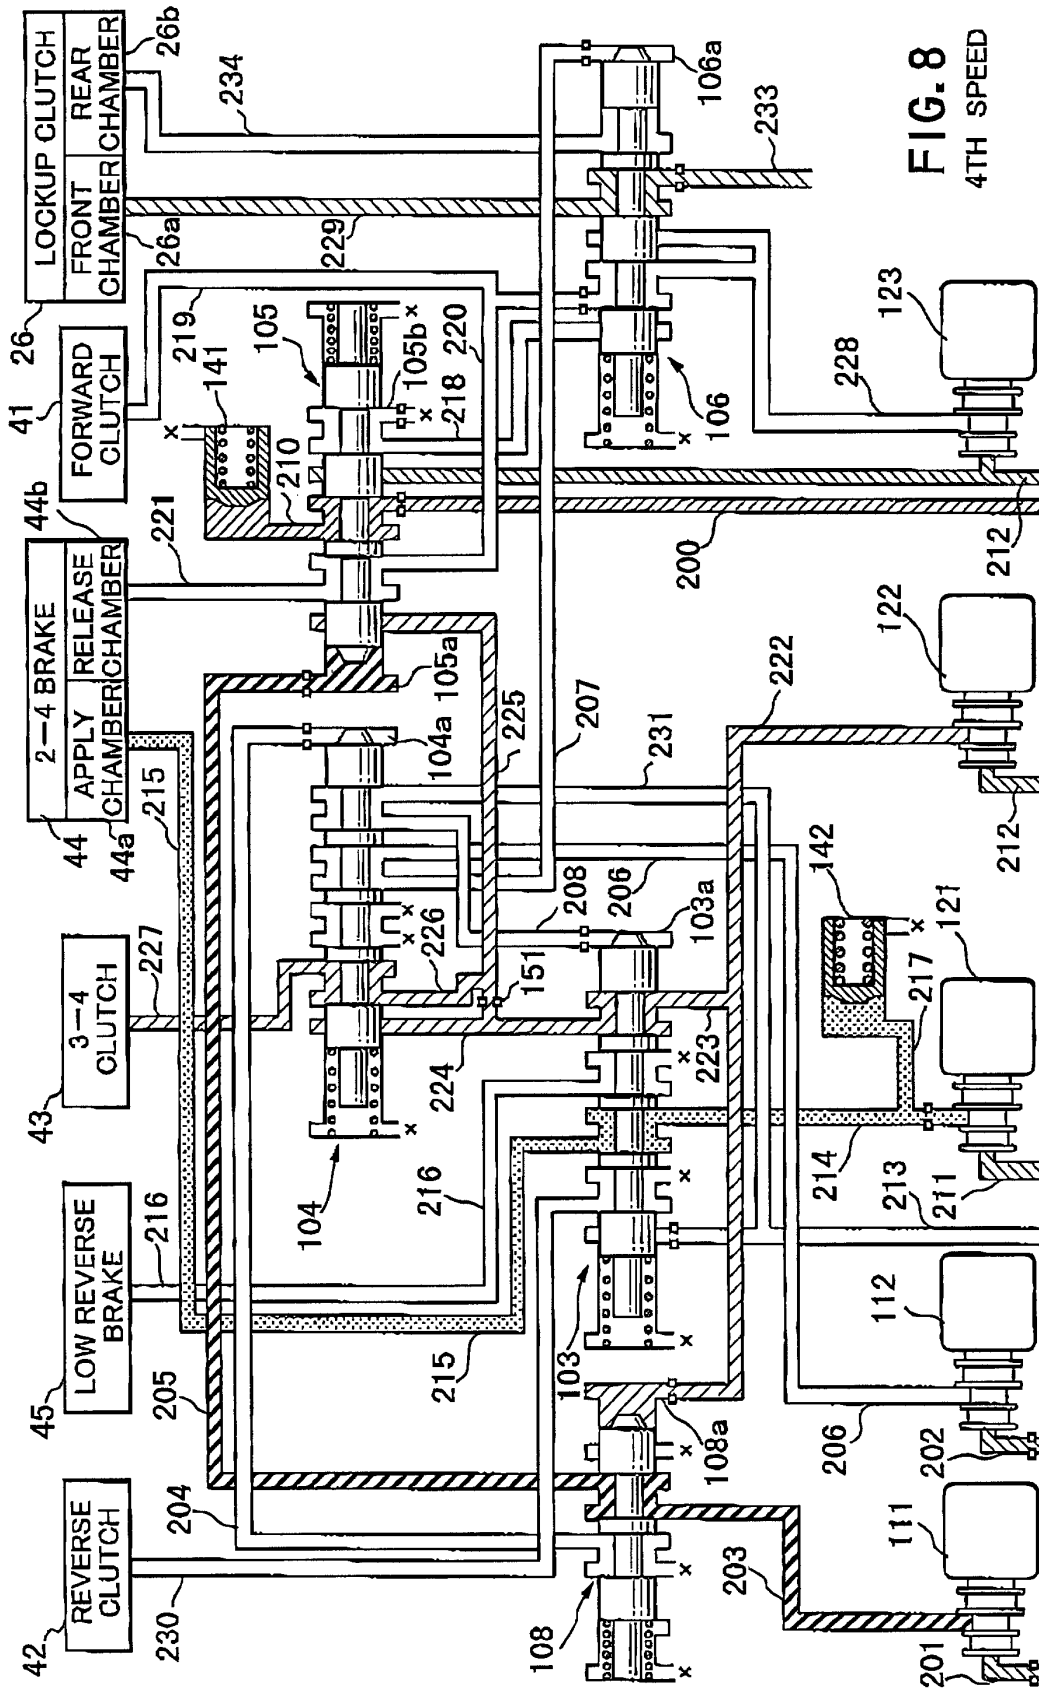 FIG. 8
4TH SPEED
26
LOCKUP CLUTCH
FRONT CHAMBER
REAR CHAMBER
26a
26b
41
FORWARD CLUTCH
44
2-4 BRAKE
APPLY CHAMBER
RELEASE CHAMBER
44a
44b
43
3-4 CLUTCH
45
LOW REVERSE BRAKE
42
REVERSE CLUTCH
234
229
219
141
105
105b
220
218
210
221
106a
106
233
215
227
216
205
204
230
104
104a
105a
225
207
226
224
151
208
206
231
103a
223
222
200
228
123
212
122
212
142
217
121
214
211
213
216
215
103
108a
108
112
206
202
203
111
201
x
x
x
x
x
x
x
x
x
x
x
x
x